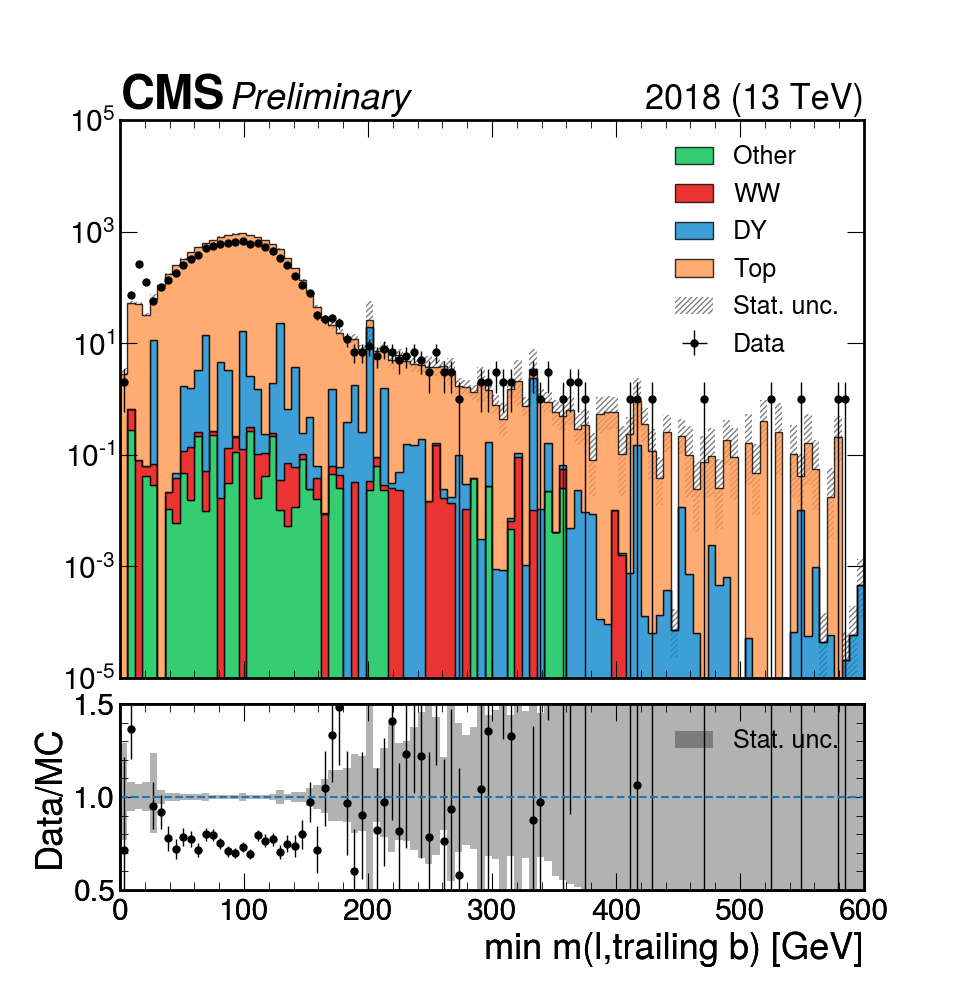 CMS Preliminary 2018 (13 TeV)
10^5
10^3
10^1
10^-1
10^-3
10^-5
Other
WW
DY
Top
Stat. unc.
Data
Data/MC
1.5
1.0
0.5
Stat. unc.
0 100 200 300 400 500 600
min m(l,trailing b) [GeV]